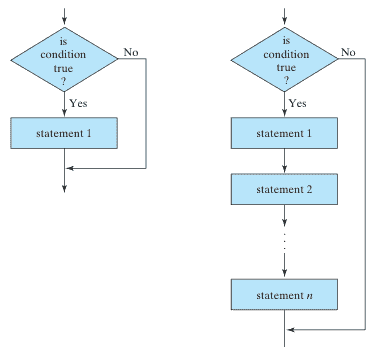 is
condition
true
?
No
Yes
statement 1
is
condition
true
?
No
Yes
statement 1
statement 2
statement n